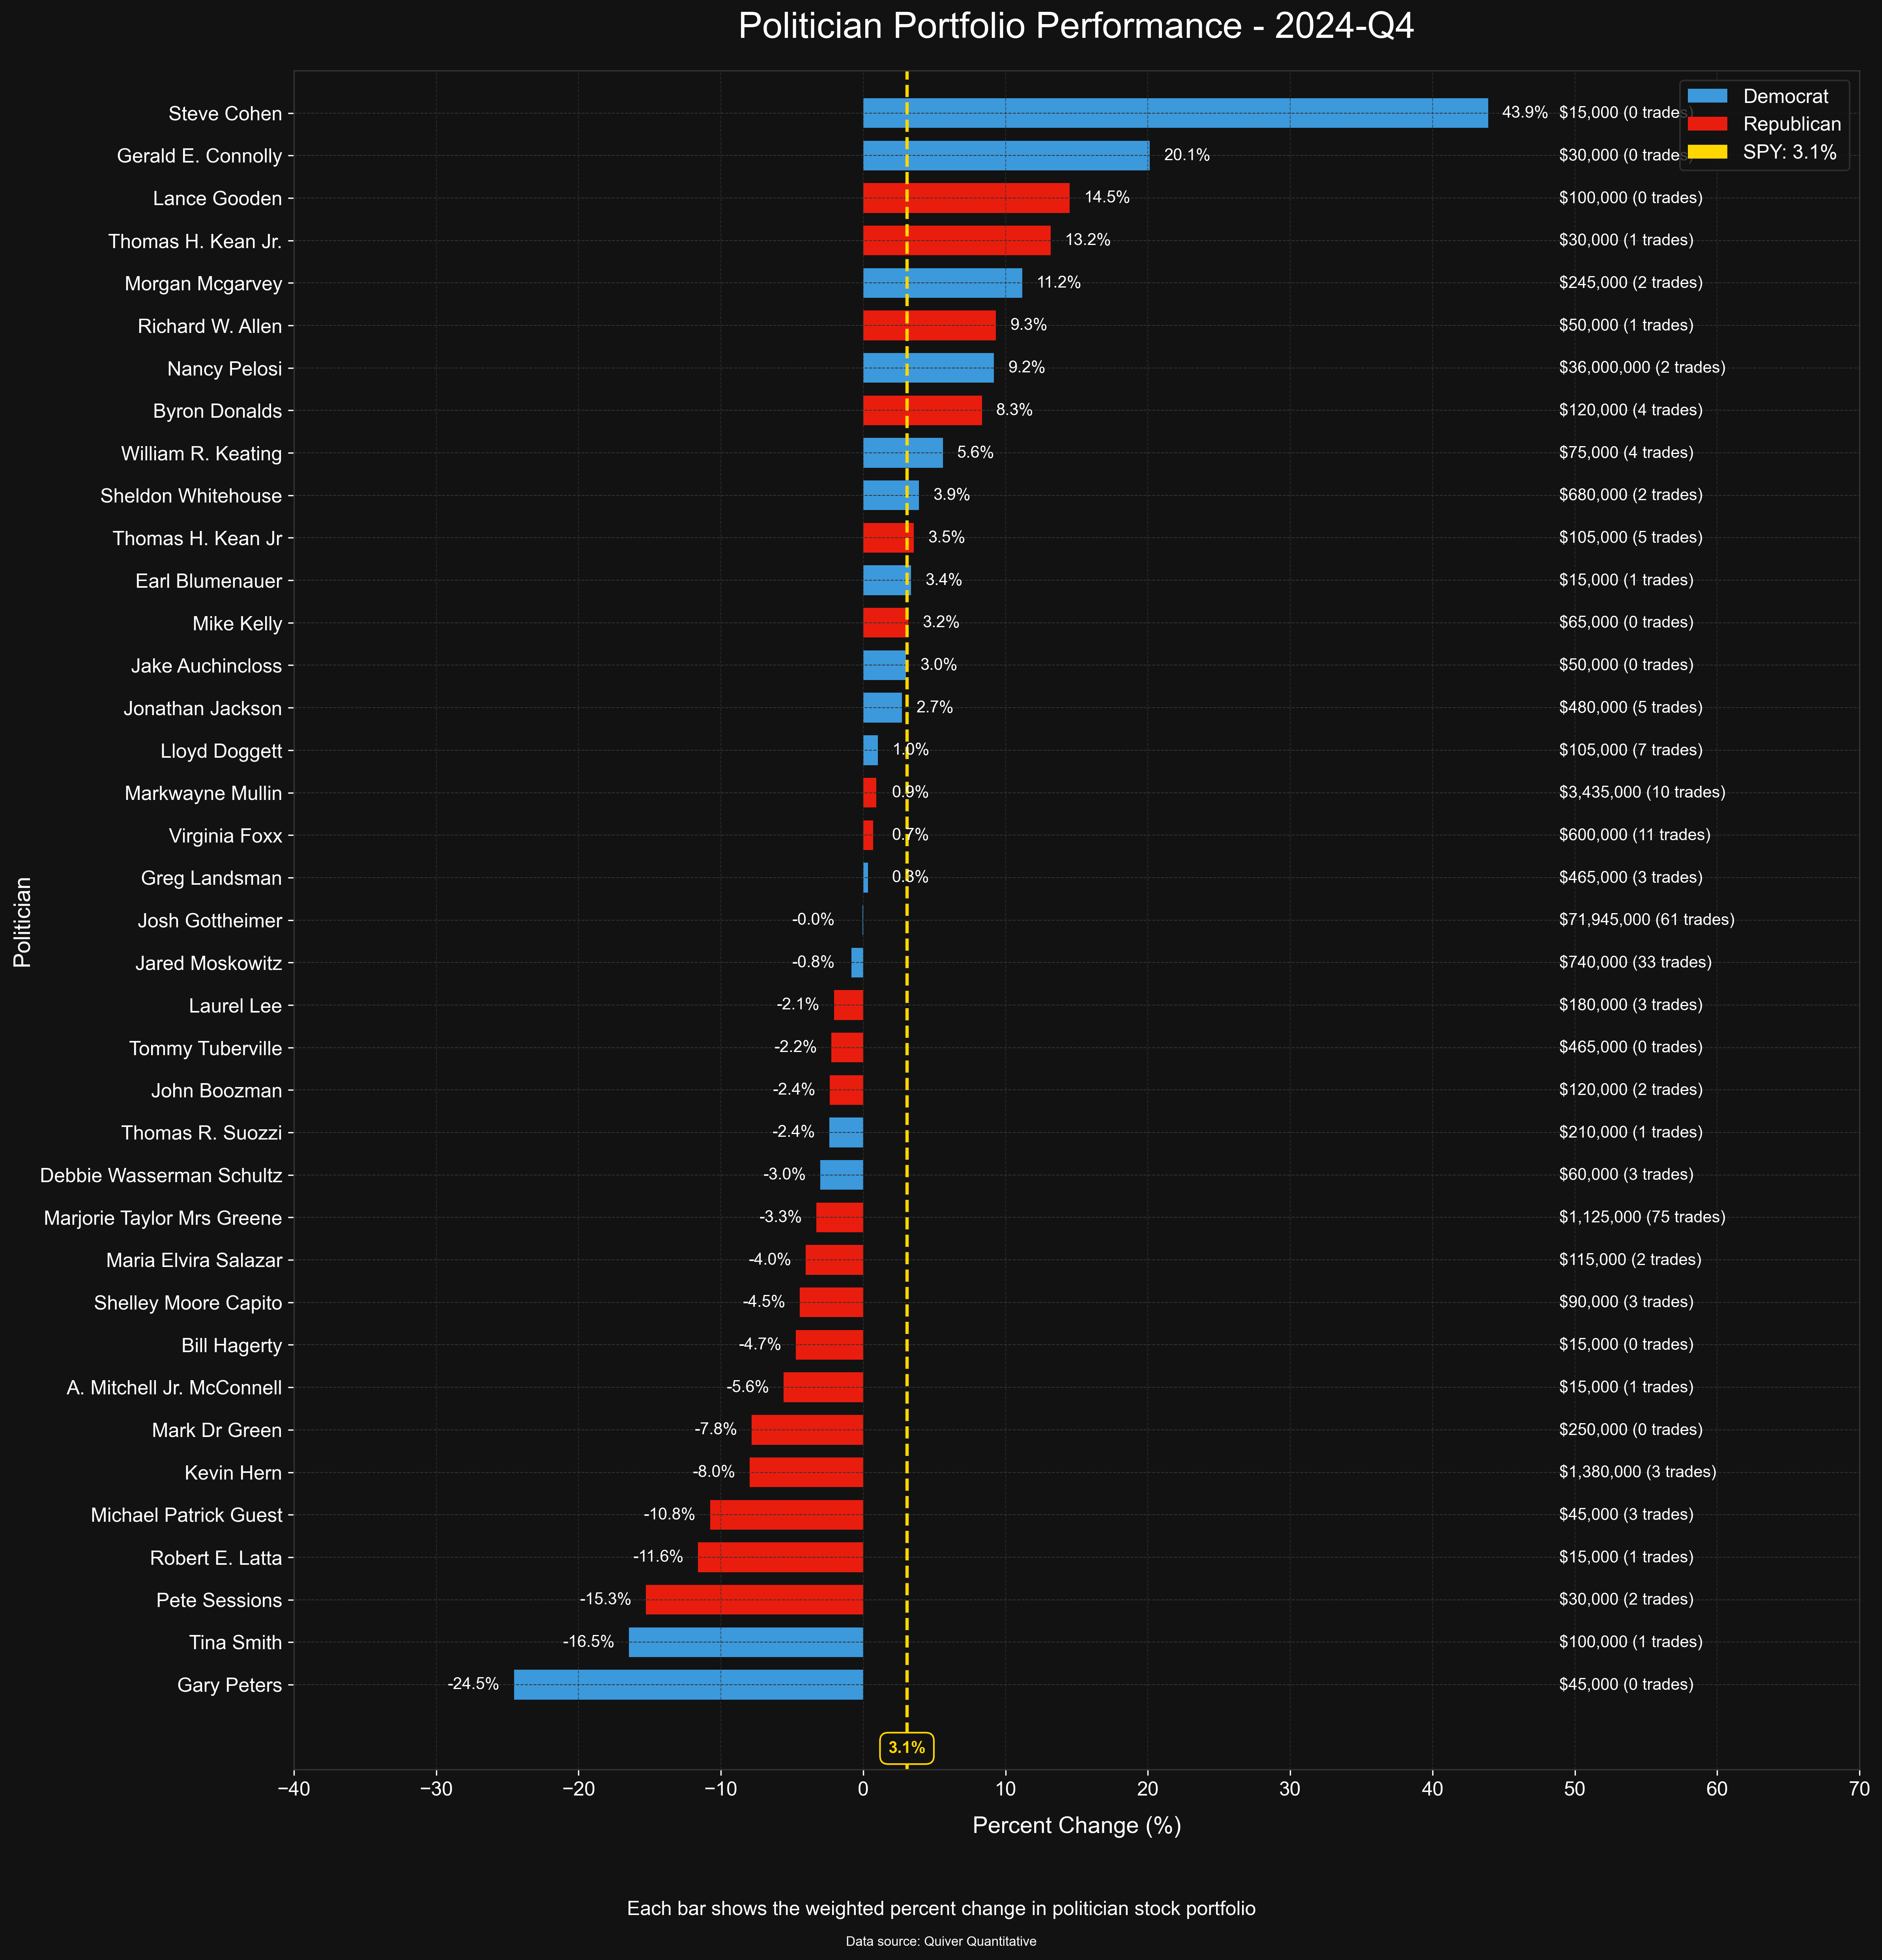 Politician Portfolio Performance - 2024-Q4
Democrat
Republican
SPY: 3.1%
Politician
Steve Cohen 43.9% $15,000 (0 trades)
Gerald E. Connolly 20.1% $30,000 (0 trades)
Lance Gooden 14.5% $100,000 (0 trades)
Thomas H. Kean Jr. 13.2% $30,000 (1 trades)
Morgan Mcgarvey 11.2% $245,000 (2 trades)
Richard W. Allen 9.3% $50,000 (1 trades)
Nancy Pelosi 9.2% $36,000,000 (2 trades)
Byron Donalds 8.3% $120,000 (4 trades)
William R. Keating 5.6% $75,000 (4 trades)
Sheldon Whitehouse 3.9% $680,000 (2 trades)
Thomas H. Kean Jr 3.5% $105,000 (5 trades)
Earl Blumenauer 3.4% $15,000 (1 trades)
Mike Kelly 3.2% $65,000 (0 trades)
Jake Auchincloss 3.0% $50,000 (0 trades)
Jonathan Jackson 2.7% $480,000 (5 trades)
Lloyd Doggett 1.0% $105,000 (7 trades)
Markwayne Mullin 0.9% $3,435,000 (10 trades)
Virginia Foxx 0.7% $600,000 (11 trades)
Greg Landsman 0.3% $465,000 (3 trades)
Josh Gottheimer -0.0% $71,945,000 (61 trades)
Jared Moskowitz -0.8% $740,000 (33 trades)
Laurel Lee -2.1% $180,000 (3 trades)
Tommy Tuberville -2.2% $465,000 (0 trades)
John Boozman -2.4% $120,000 (2 trades)
Thomas R. Suozzi -2.4% $210,000 (1 trades)
Debbie Wasserman Schultz -3.0% $60,000 (3 trades)
Marjorie Taylor Mrs Greene -3.3% $1,125,000 (75 trades)
Maria Elvira Salazar -4.0% $115,000 (2 trades)
Shelley Moore Capito -4.5% $90,000 (3 trades)
Bill Hagerty -4.7% $15,000 (0 trades)
A. Mitchell Jr. McConnell -5.6% $15,000 (1 trades)
Mark Dr Green -7.8% $250,000 (0 trades)
Kevin Hern -8.0% $1,380,000 (3 trades)
Michael Patrick Guest -10.8% $45,000 (3 trades)
Robert E. Latta -11.6% $15,000 (1 trades)
Pete Sessions -15.3% $30,000 (2 trades)
Tina Smith -16.5% $100,000 (1 trades)
Gary Peters -24.5% $45,000 (0 trades)
3.1%
−40 −30 −20 −10 0 10 20 30 40 50 60 70
Percent Change (%)
Each bar shows the weighted percent change in politician stock portfolio
Data source: Quiver Quantitative